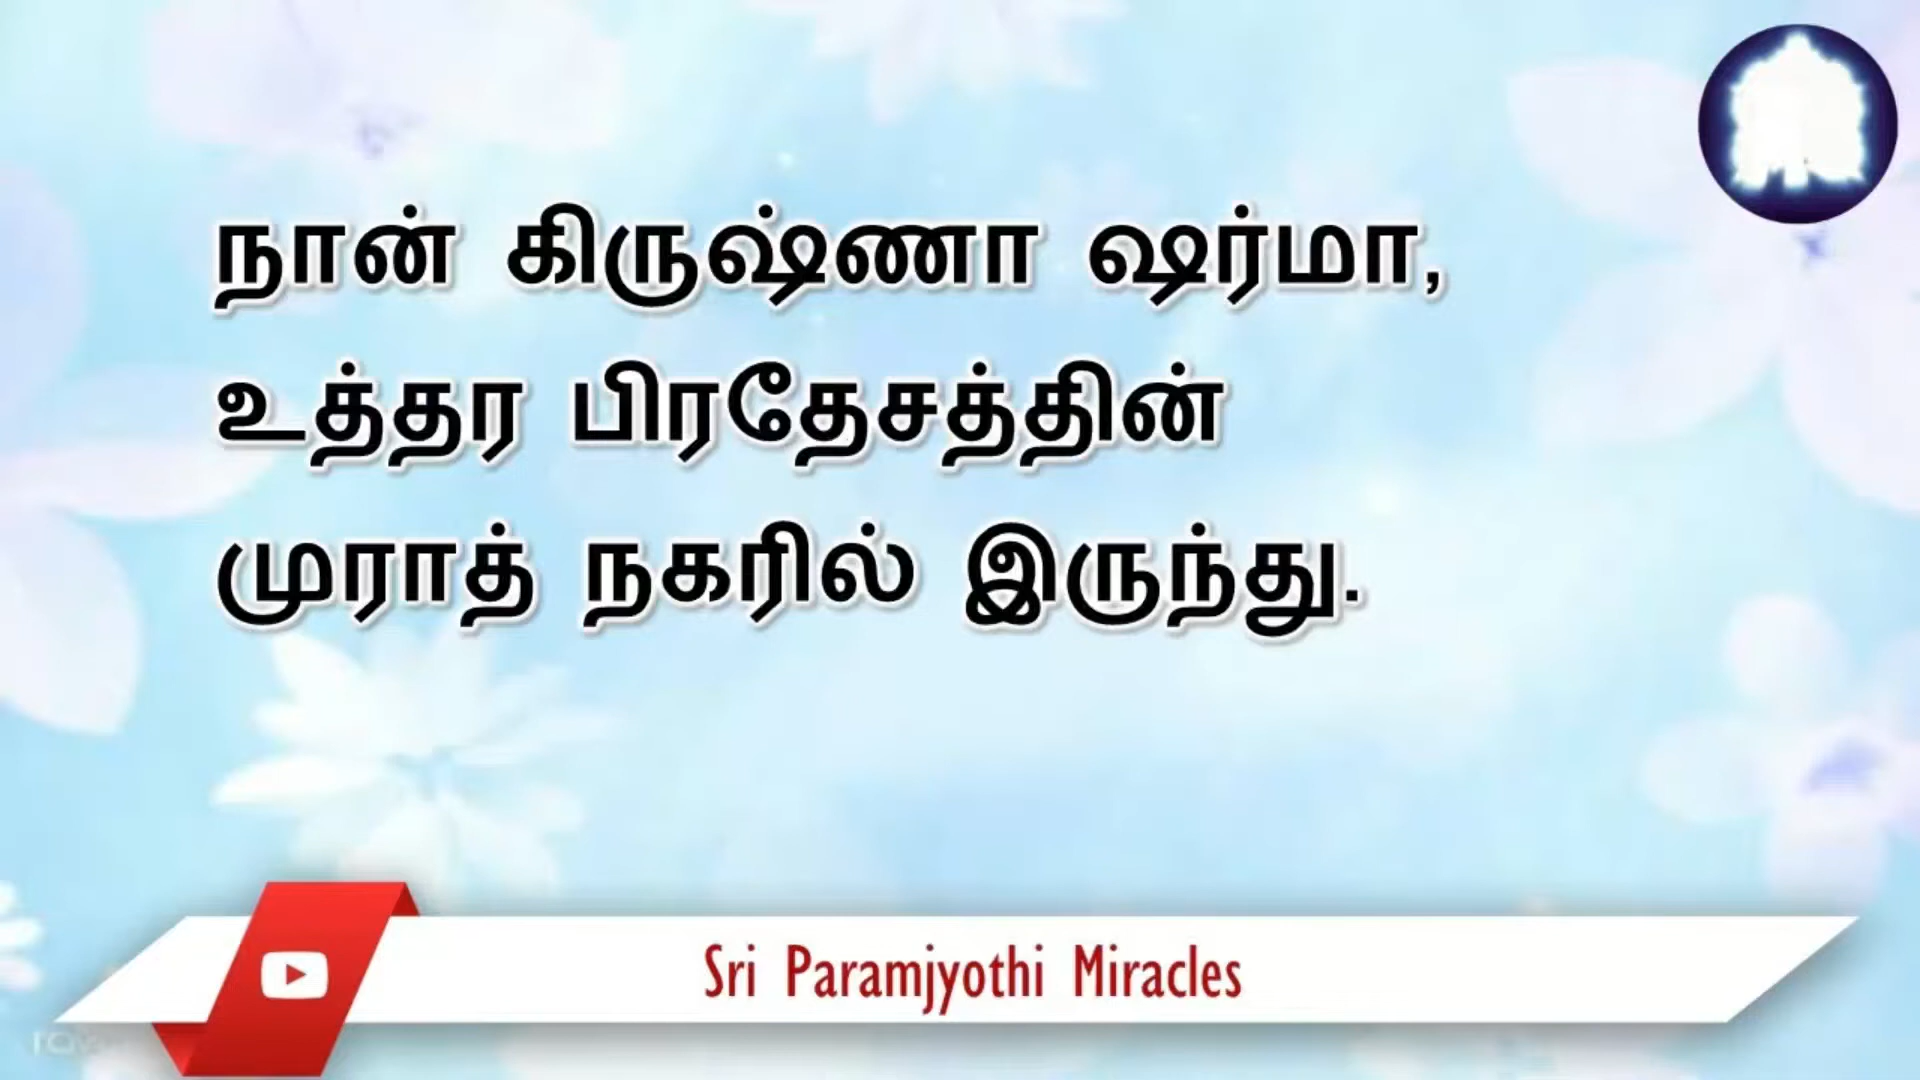 நான் கிருஷ்ணா ஷர்மா,
உத்தர பிரதேசத்தின்
முராத் நகரில் இருந்து.
Sri Paramjyothi Miracles